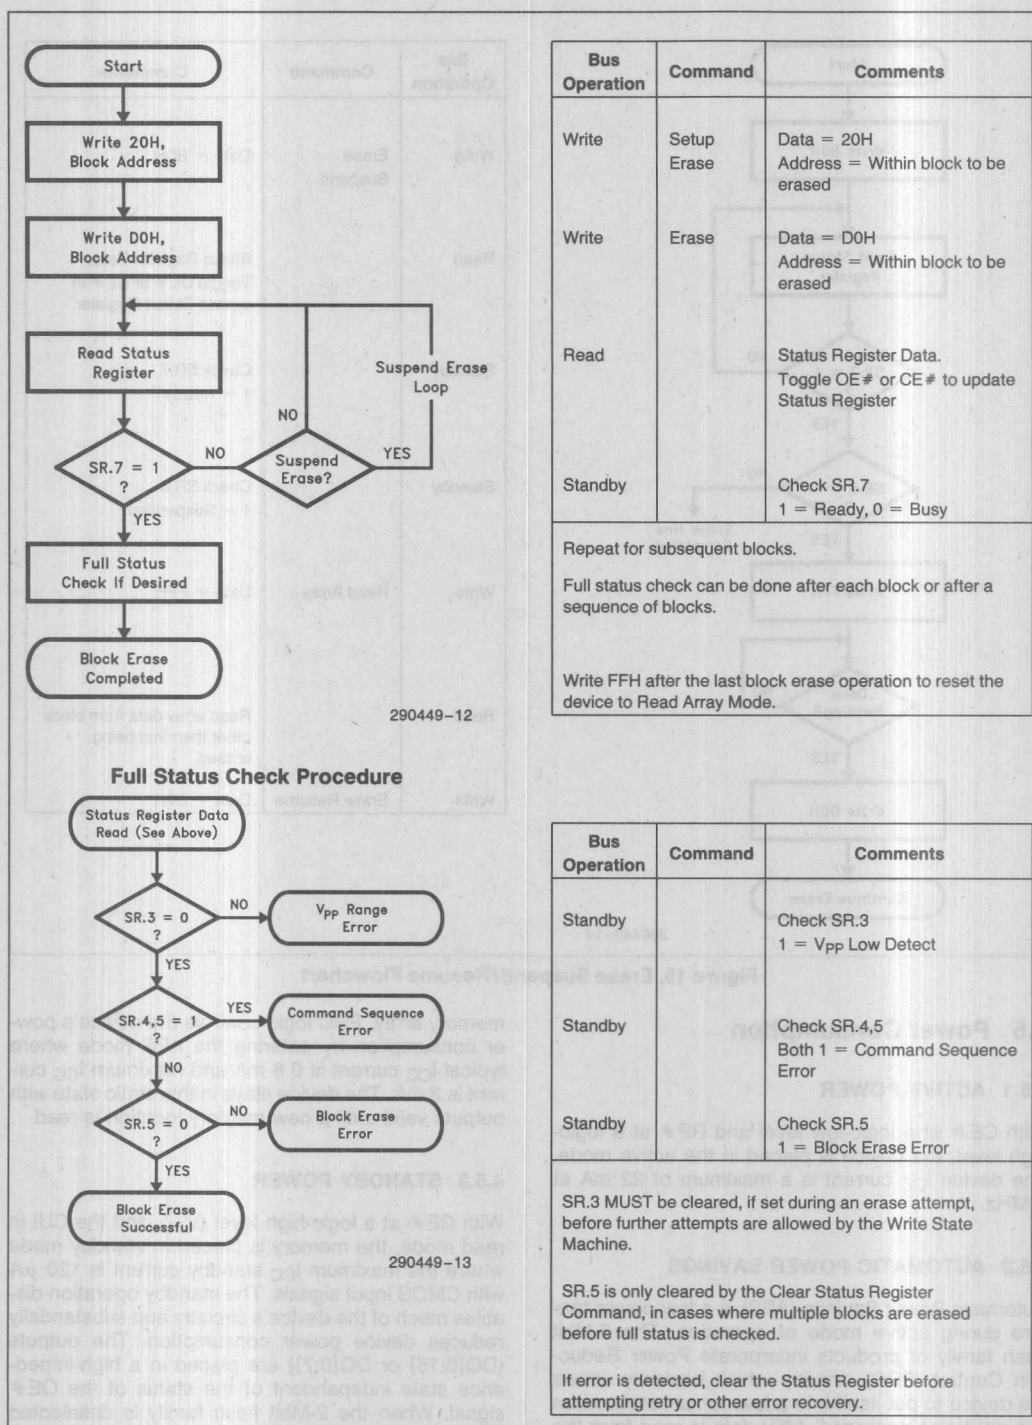 Start
Write 20H,
Block Address
Write D0H,
Block Address
Read Status
Register
Suspend Erase
Loop
NO
SR.7 = 1
?
NO
Suspend
Erase?
YES
YES
Full Status
Check If Desired
Block Erase
Completed
290449-12
Bus
Operation
Command
Comments
Write
Setup
Erase
Data = 20H
Address = Within block to be
erased
Write
Erase
Data = D0H
Address = Within block to be
erased
Read
Status Register Data.
Toggle OE# or CE# to update
Status Register
Standby
Check SR.7
1 = Ready, 0 = Busy
Repeat for subsequent blocks.
Full status check can be done after each block or after a
sequence of blocks.
Write FFH after the last block erase operation to reset the
device to Read Array Mode.
Full Status Check Procedure
Status Register Data
Read (See Above)
SR.3 = 0
?
NO
VPP Range
Error
YES
SR.4,5 = 1
?
YES
Command Sequence
Error
NO
SR.5 = 0
?
NO
Block Erase
Error
YES
Block Erase
Successful
290449-13
Bus
Operation
Command
Comments
Standby
Check SR.3
1 = VPP Low Detect
Standby
Check SR.4,5
Both 1 = Command Sequence
Error
Standby
Check SR.5
1 = Block Erase Error
SR.3 MUST be cleared, if set during an erase attempt,
before further attempts are allowed by the Write State
Machine.
SR.5 is only cleared by the Clear Status Register
Command, in cases where multiple blocks are erased
before full status is checked.
If error is detected, clear the Status Register before
attempting retry or other error recovery.